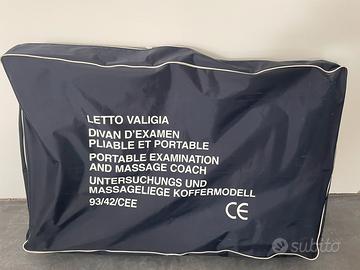 LETTO VALIGIA
DIVAN D'EXAMEN
PLIABLE ET PORTABLE
PORTABLE EXAMINATION
AND MASSAGE COACH
UNTERSUCHUNGS UND
MASSAGELIEGE KOFFERMODELL
93/42/CEE
CE
subito